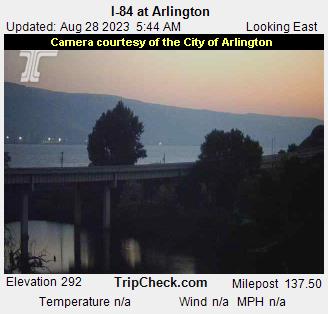 I-84 at Arlington
Updated: Aug 28 2023 5:44 AM Looking East
Camera courtesy of the City of Arlington
Elevation 292 TripCheck.com Milepost 137.50
Temperature n/a Wind n/a MPH n/a